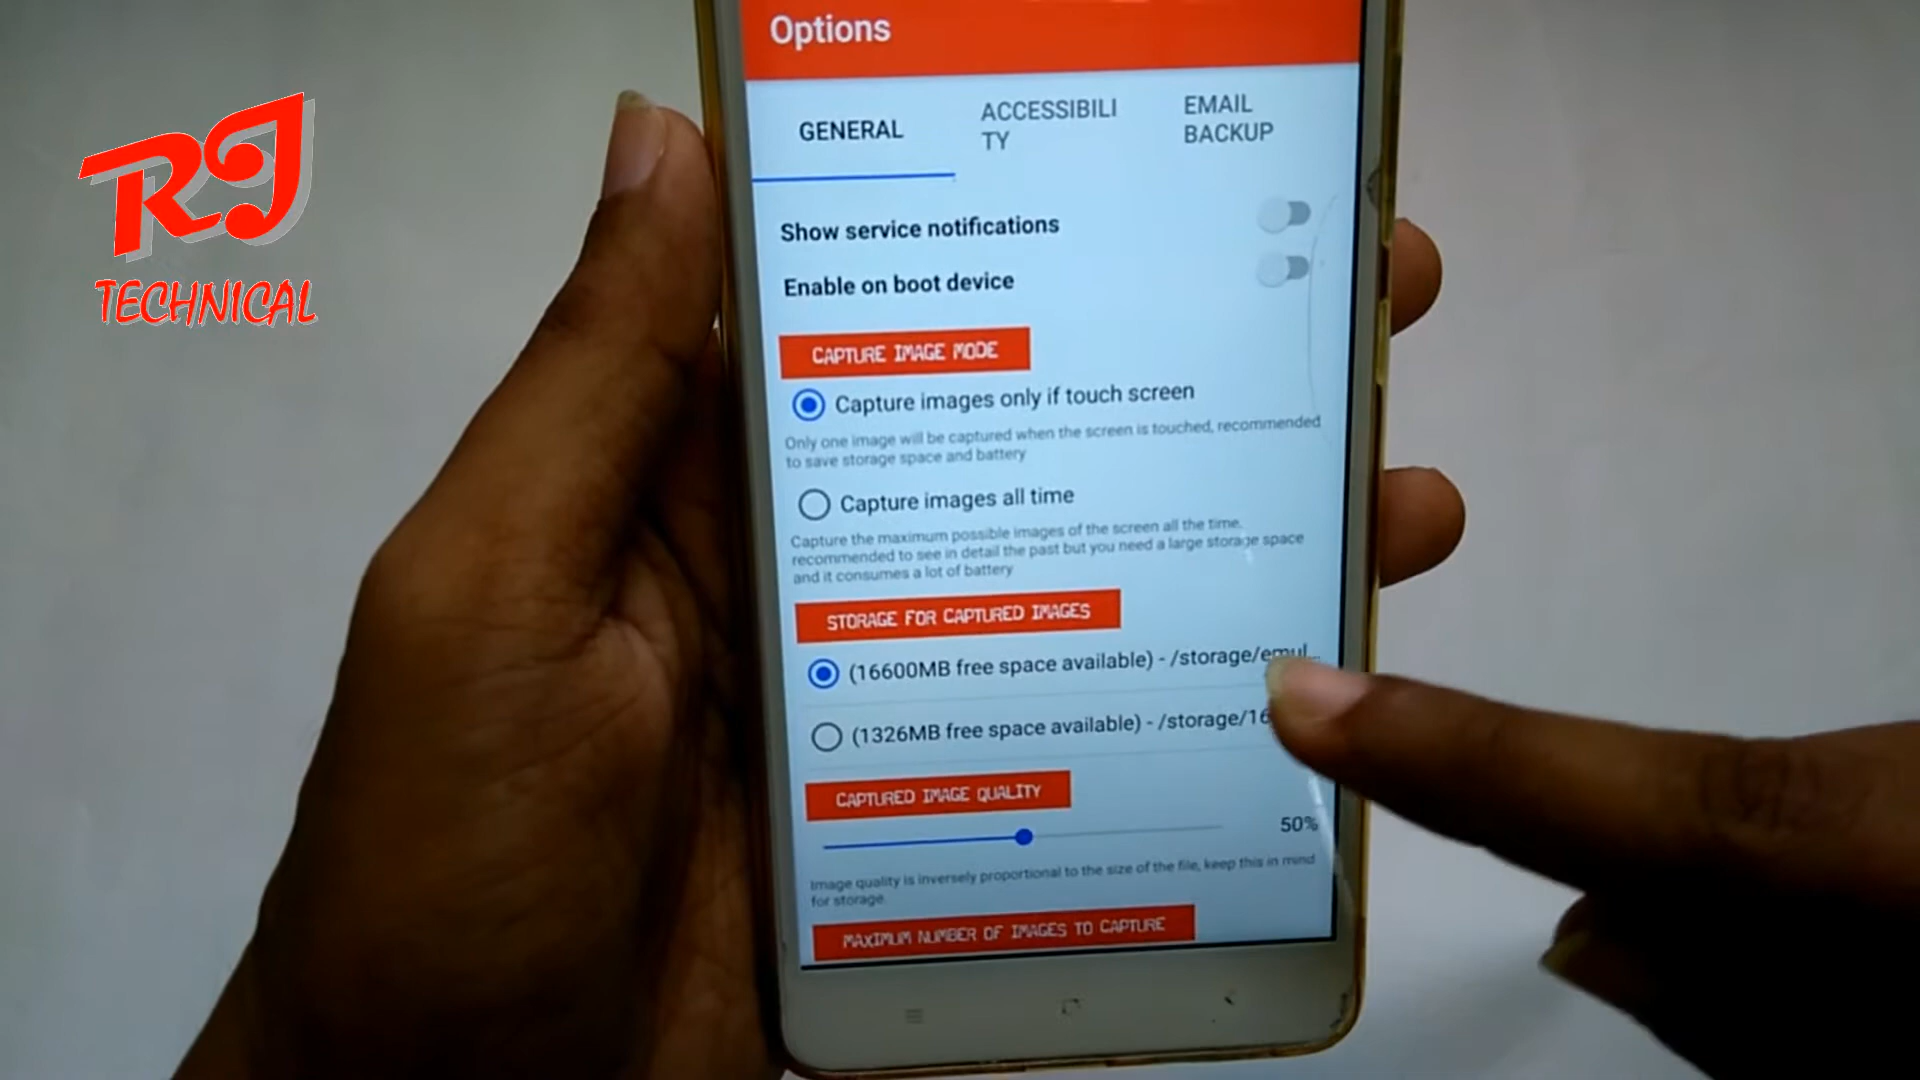 RJ
TECHNICAL
Options
GENERAL
ACCESSIBILI
TY
EMAIL
BACKUP
Show service notifications
Enable on boot device
CAPTURE IMAGE MODE
Capture images only if touch screen
Only one image will be captured when the screen is touched, recommended
to save storage space and battery
Capture images all time
Capture the maximum possible images of the screen all the time,
recommended to see in detail the past but you need a large storage space
and it consumes a lot of battery
STORAGE FOR CAPTURED IMAGES
(16600MB free space available) - /storage/emul...
(1326MB free space available) - /storage/16
CAPTURED IMAGE QUALITY
50%
Image quality is inversely proportional to the size of the file, keep this in mind
for storage.
MAXIMUM NUMBER OF IMAGES TO CAPTURE